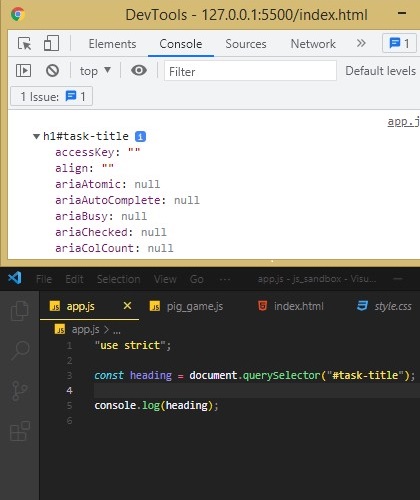 DevTools - 127.0.0.1:5500/index.html
Elements Console Sources Network » 1
top ▼ Filter Default levels
1 Issue: 1
app.j
▼ h1#task-title i
accessKey: ""
align: ""
ariaAtomic: null
ariaAutoComplete: null
ariaBusy: null
ariaChecked: null
ariaColCount: null
File Edit Selection View Go ··· app.js - js_sandbox - Visu...
JS app.js × JS pig_game.js index.html style.css
JS app.js > ...
1 "use strict";
2
3 const heading = document.querySelector("#task-title");
4
5 console.log(heading);
6